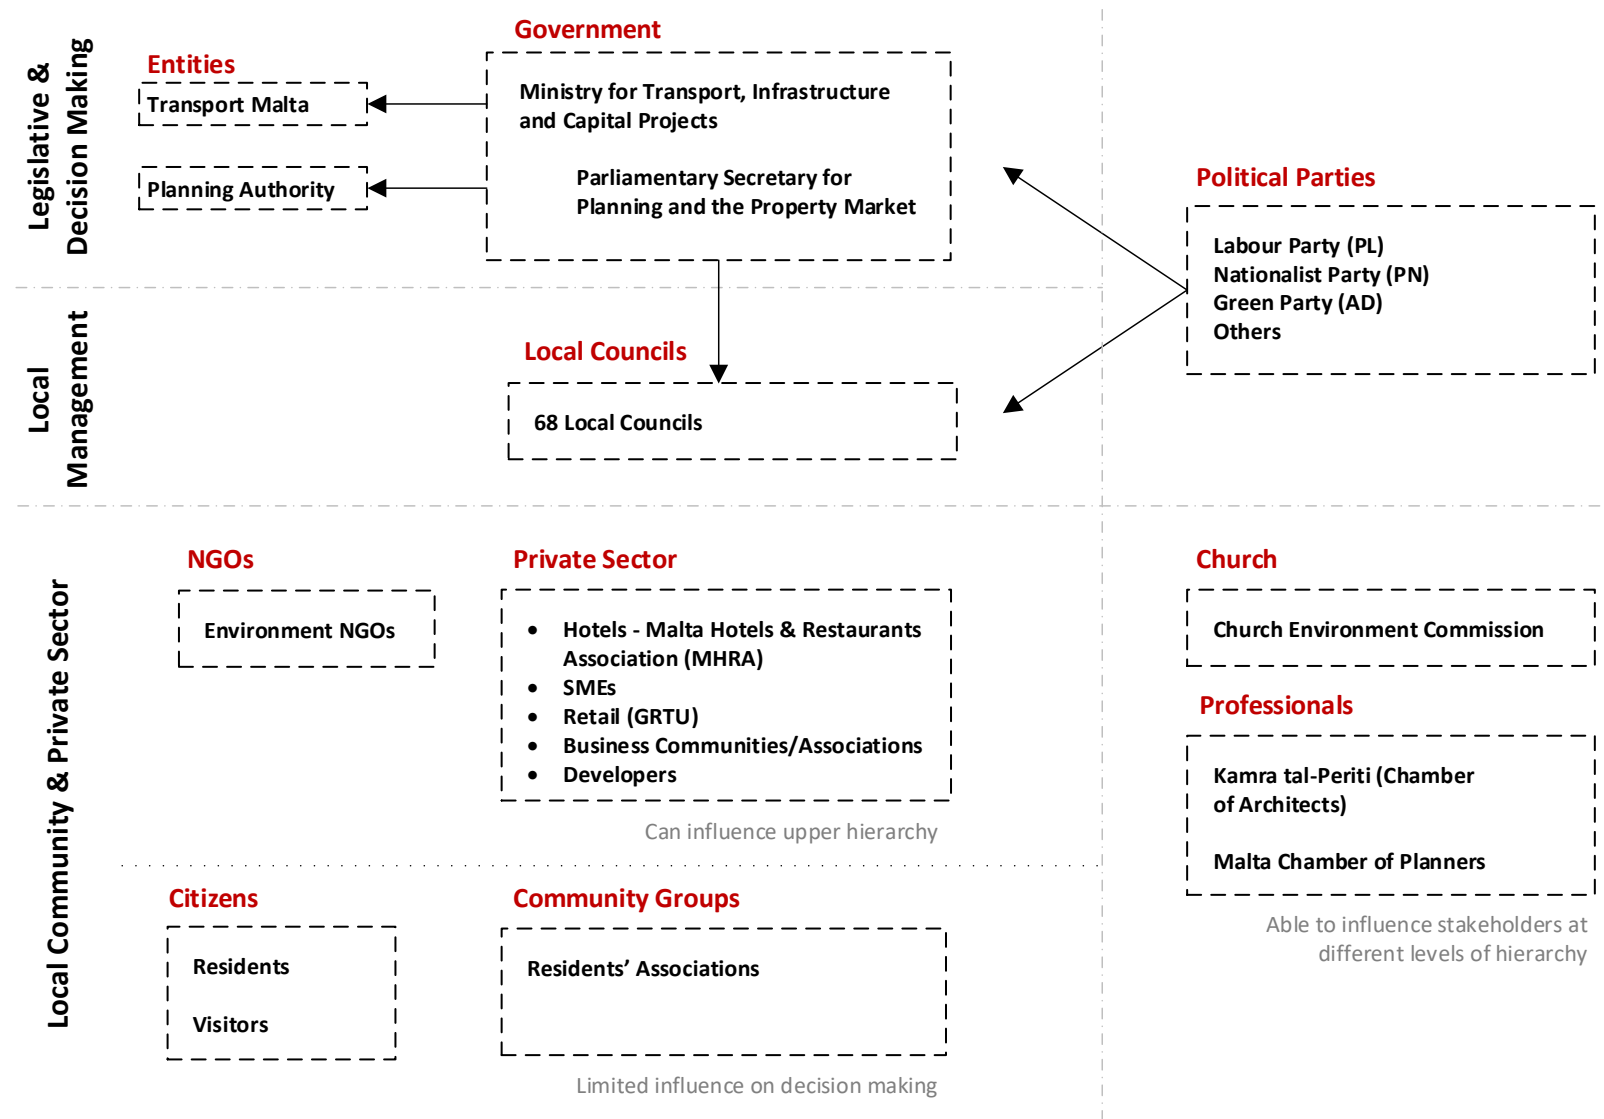 Legislative &
Decision Making
Entities
Transport Malta
Planning Authority
Government
Ministry for Transport, Infrastructure
and Capital Projects
Parliamentary Secretary for
Planning and the Property Market
Political Parties
Labour Party (PL)
Nationalist Party (PN)
Green Party (AD)
Others
Local
Management
Local Councils
68 Local Councils
Local Community & Private Sector
NGOs
Environment NGOs
Private Sector
• Hotels - Malta Hotels & Restaurants
Association (MHRA)
• SMEs
• Retail (GRTU)
• Business Communities/Associations
• Developers
Can influence upper hierarchy
Church
Church Environment Commission
Professionals
Kamra tal-Periti (Chamber
of Architects)
Malta Chamber of Planners
Able to influence stakeholders at
different levels of hierarchy
Citizens
Residents
Visitors
Community Groups
Residents’ Associations
Limited influence on decision making